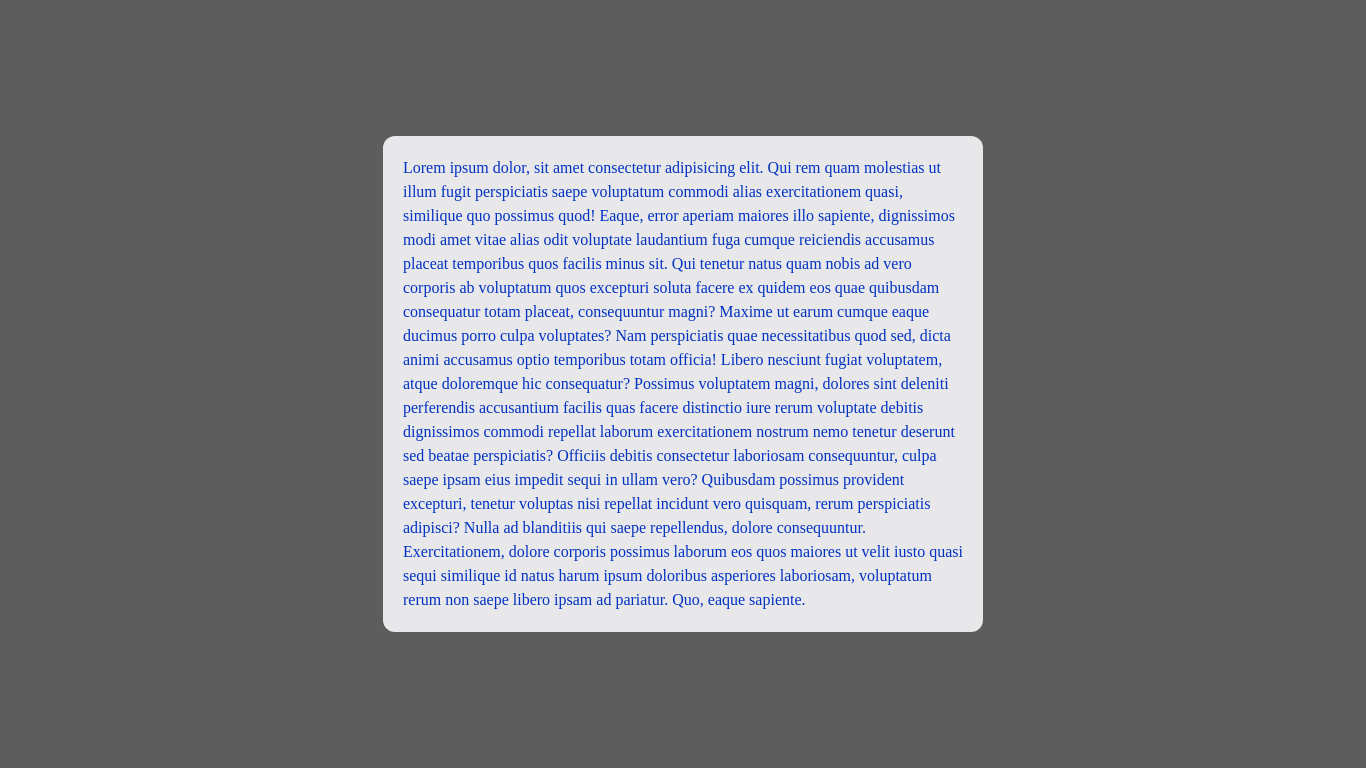 Lorem ipsum dolor, sit amet consectetur adipisicing elit. Qui rem quam molestias ut
illum fugit perspiciatis saepe voluptatum commodi alias exercitationem quasi,
similique quo possimus quod! Eaque, error aperiam maiores illo sapiente, dignissimos
modi amet vitae alias odit voluptate laudantium fuga cumque reiciendis accusamus
placeat temporibus quos facilis minus sit. Qui tenetur natus quam nobis ad vero
corporis ab voluptatum quos excepturi soluta facere ex quidem eos quae quibusdam
consequatur totam placeat, consequuntur magni? Maxime ut earum cumque eaque
ducimus porro culpa voluptates? Nam perspiciatis quae necessitatibus quod sed, dicta
animi accusamus optio temporibus totam officia! Libero nesciunt fugiat voluptatem,
atque doloremque hic consequatur? Possimus voluptatem magni, dolores sint deleniti
perferendis accusantium facilis quas facere distinctio iure rerum voluptate debitis
dignissimos commodi repellat laborum exercitationem nostrum nemo tenetur deserunt
sed beatae perspiciatis? Officiis debitis consectetur laboriosam consequuntur, culpa
saepe ipsam eius impedit sequi in ullam vero? Quibusdam possimus provident
excepturi, tenetur voluptas nisi repellat incidunt vero quisquam, rerum perspiciatis
adipisci? Nulla ad blanditiis qui saepe repellendus, dolore consequuntur.
Exercitationem, dolore corporis possimus laborum eos quos maiores ut velit iusto quasi
sequi similique id natus harum ipsum doloribus asperiores laboriosam, voluptatum
rerum non saepe libero ipsam ad pariatur. Quo, eaque sapiente.